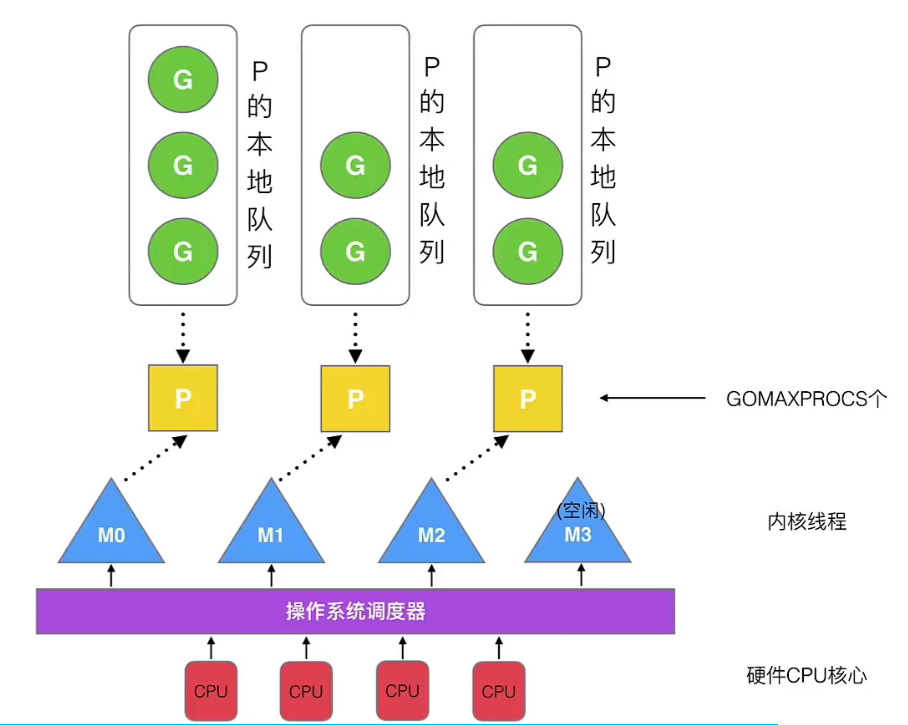 G
G
G
P的本地队列
G
G
P的本地队列
G
G
P的本地队列
P
P
P
GOMAXPROCS个
M0
M1
M2
(空闲)
M3
内核线程
操作系统调度器
CPU
CPU
CPU
CPU
硬件CPU核心